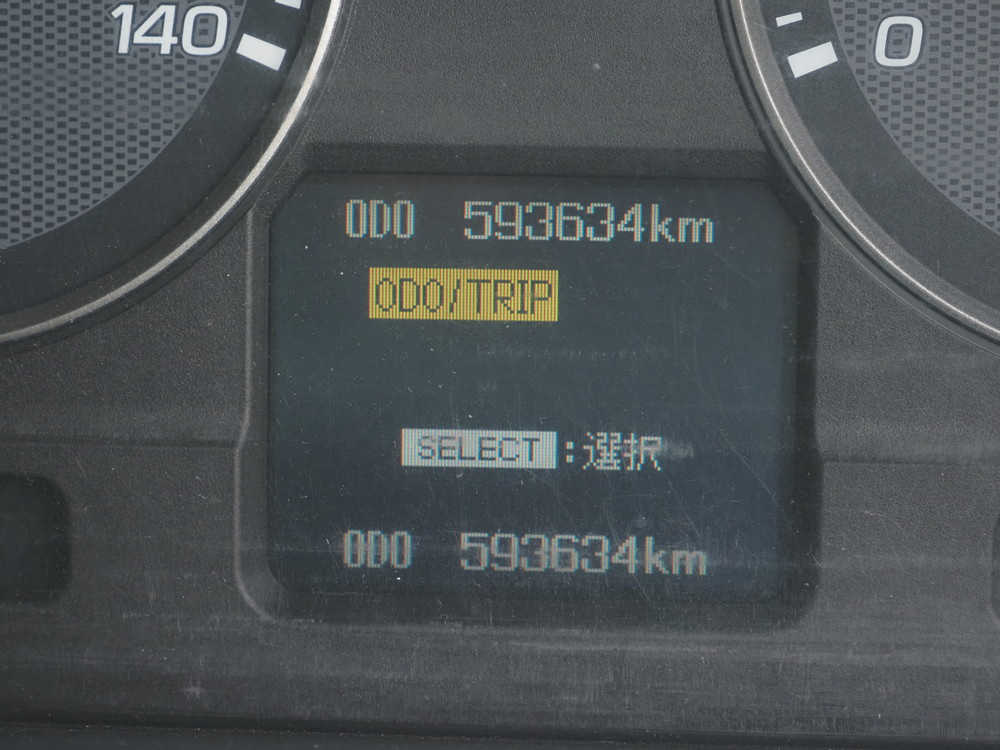 140
0
ODO 593634km
ODO/TRIP
SELECT:選択
ODO 593634km